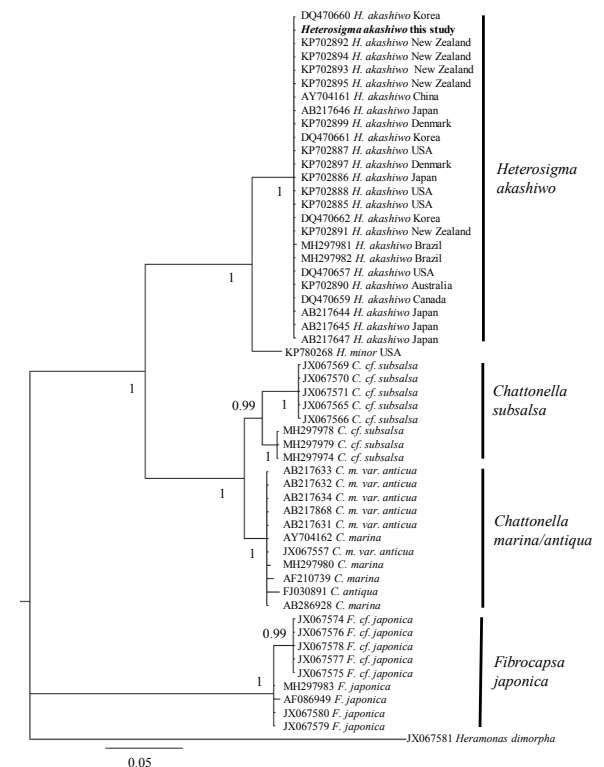 DQ470660 H. akashiwo Korea
Heterosigma akashiwo this study
KP702892 H. akashiwo New Zealand
KP702894 H. akashiwo New Zealand
KP702893 H. akashiwo New Zealand
KP702895 H. akashiwo New Zealand
AY704161 H. akashiwo China
AB217646 H. akashiwo Japan
KP702899 H. akashiwo Denmark
DQ470661 H. akashiwo Korea
KP702887 H. akashiwo USA
KP702897 H. akashiwo Denmark
KP702886 H. akashiwo Japan
KP702888 H. akashiwo USA
KP702885 H. akashiwo USA
DQ470662 H. akashiwo Korea
KP702891 H. akashiwo New Zealand
MH297981 H. akashiwo Brazil
MH297982 H. akashiwo Brazil
DQ470657 H. akashiwo USA
KP702890 H. akashiwo Australia
DQ470659 H. akashiwo Canada
AB217644 H. akashiwo Japan
AB217645 H. akashiwo Japan
AB217647 H. akashiwo Japan
KP780268 H. minor USA
JX067569 C. cf. subsalsa
JX067570 C. cf. subsalsa
JX067571 C. cf. subsalsa
JX067565 C. cf. subsalsa
JX067566 C. cf. subsalsa
MH297978 C. cf. subsalsa
MH297979 C. cf. subsalsa
MH297974 C. cf. subsalsa
AB217633 C. m. var. anticua
AB217632 C. m. var. anticua
AB217634 C. m. var. anticua
AB217868 C. m. var. anticua
AB217631 C. m. var. anticua
AY704162 C. marina
JX067557 C. m. var. anticua
MH297980 C. marina
AF210739 C. marina
FJ030891 C. antiqua
AB286928 C. marina
JX067574 F. cf. japonica
JX067576 F. cf. japonica
JX067578 F. cf. japonica
JX067577 F. cf. japonica
JX067575 F. cf. japonica
MH297983 F. japonica
AF086949 F. japonica
JX067580 F. japonica
JX067579 F. japonica
JX067581 Heramonas dimorpha
Heterosigma
akashiwo
Chattonella
subsalsa
Chattonella
marina/antiqua
Fibrocapsa
japonica
1
1
1
0.99
1
1
1
1
0.99
1
0.05